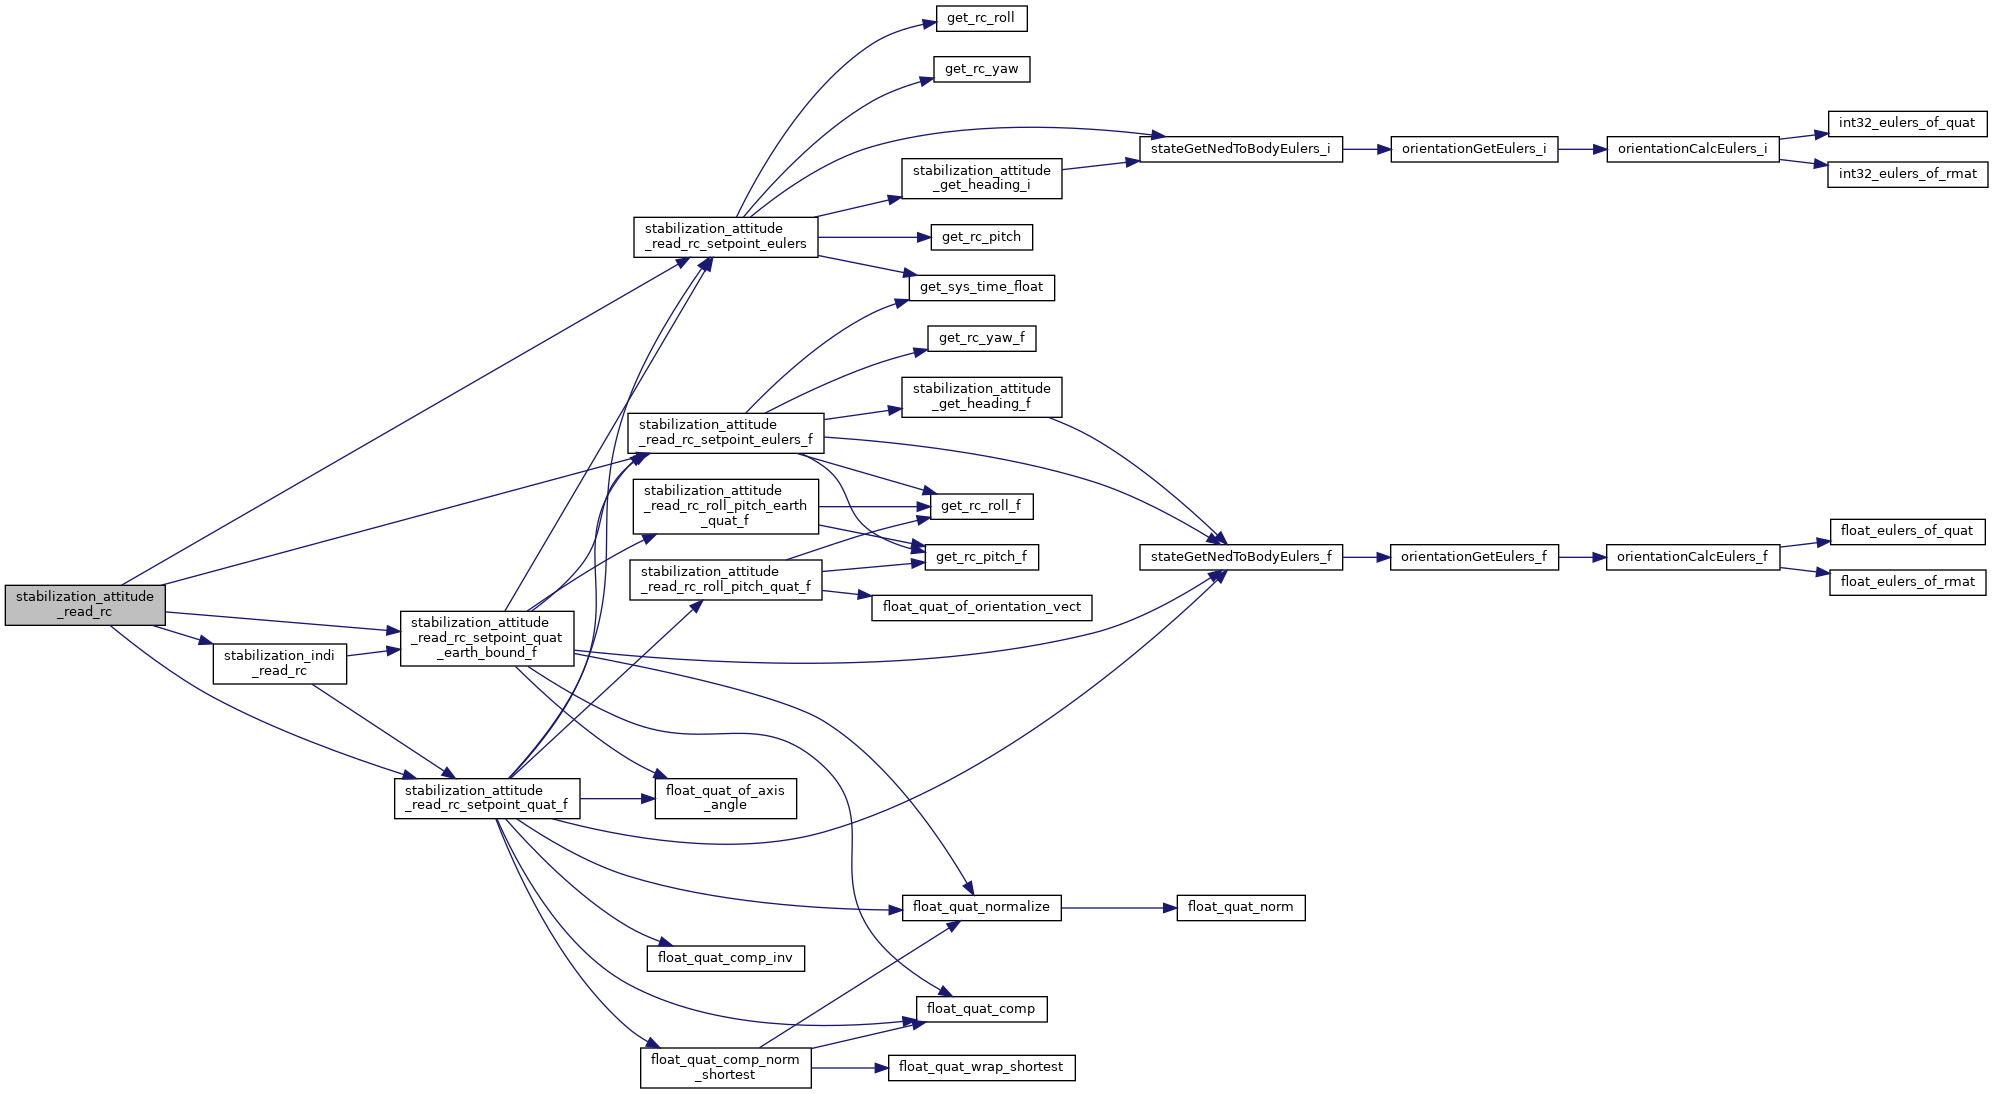 get_rc_roll
get_rc_yaw
int32_eulers_of_quat
stateGetNedToBodyEulers_i
orientationGetEulers_i
orientationCalcEulers_i
int32_eulers_of_rmat
stabilization_attitude
_get_heading_i
stabilization_attitude
_read_rc_setpoint_eulers
get_rc_pitch
get_sys_time_float
get_rc_yaw_f
stabilization_attitude
_get_heading_f
stabilization_attitude
_read_rc_setpoint_eulers_f
stabilization_attitude
_read_rc_roll_pitch_earth
_quat_f
get_rc_roll_f
get_rc_pitch_f
stateGetNedToBodyEulers_f
orientationGetEulers_f
orientationCalcEulers_f
float_eulers_of_quat
float_eulers_of_rmat
stabilization_attitude
_read_rc_roll_pitch_quat_f
float_quat_of_orientation_vect
stabilization_attitude
_read_rc
stabilization_attitude
_read_rc_setpoint_quat
_earth_bound_f
stabilization_indi
_read_rc
stabilization_attitude
_read_rc_setpoint_quat_f
float_quat_of_axis
_angle
float_quat_normalize
float_quat_norm
float_quat_comp_inv
float_quat_comp
float_quat_comp_norm
_shortest
float_quat_wrap_shortest